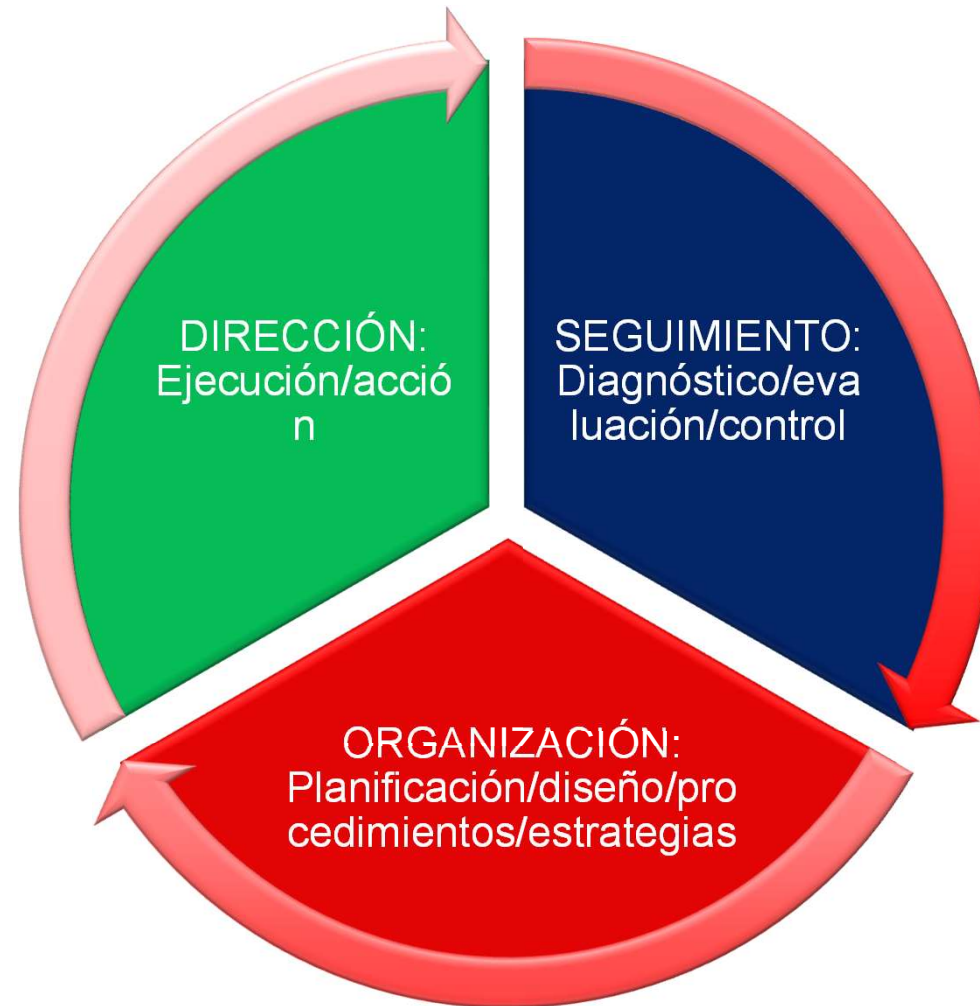 DIRECCIÓN:
Ejecución/acció
n
SEGUIMIENTO:
Diagnóstico/eva
luación/control
ORGANIZACIÓN:
Planificación/diseño/pro
cedimientos/estrategias